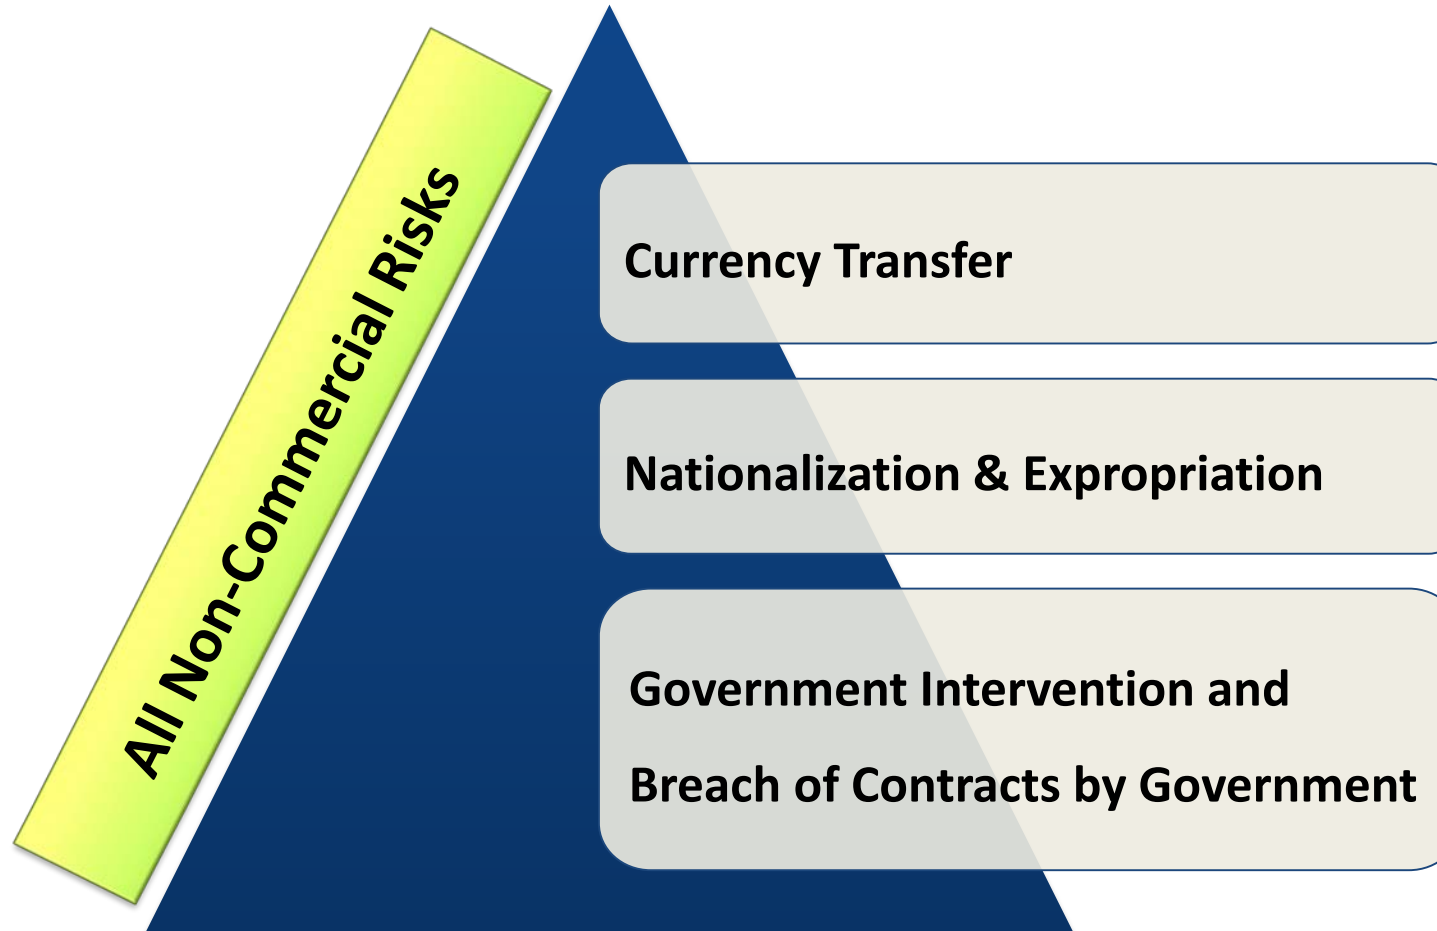 All Non-Commercial Risks
Currency Transfer
Nationalization & Expropriation
Government Intervention and
Breach of Contracts by Government